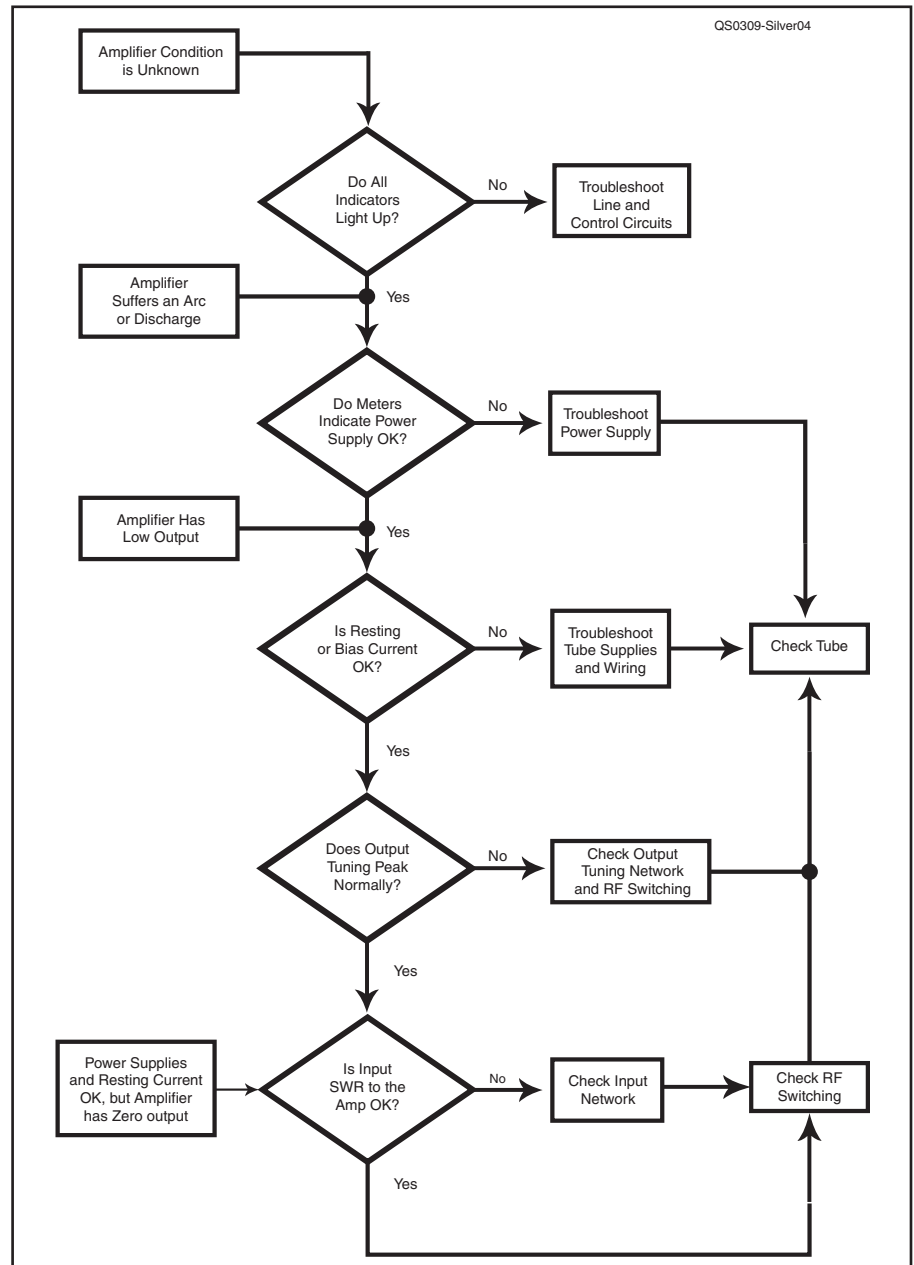 QS0309-Silver04
Amplifier Condition
is Unknown
Do All
Indicators
Light Up?
No
Troubleshoot
Line and
Control Circuits
Amplifier
Suffers an Arc
or Discharge
Yes
Do Meters
Indicate Power
Supply OK?
No
Troubleshoot
Power Supply
Amplifier Has
Low Output
Yes
Is Resting
or Bias Current
OK?
No
Troubleshoot
Tube Supplies
and Wiring
Check Tube
Yes
Does Output
Tuning Peak
Normally?
No
Check Output
Tuning Network
and RF Switching
Yes
Power Supplies
and Resting Current
OK, but Amplifier
has Zero output
Is Input
SWR to the
Amp OK?
No
Check Input
Network
Check RF
Switching
Yes